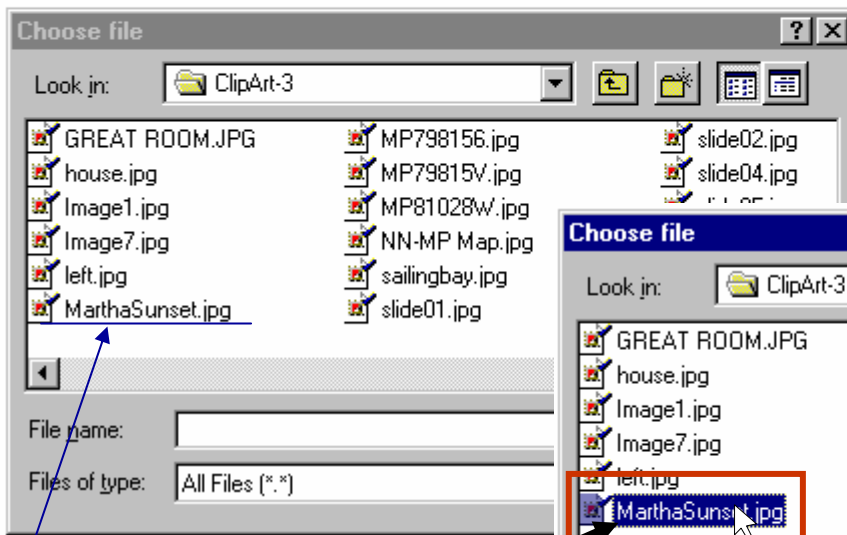 Choose file
Look in: ClipArt-3
GREAT ROOM.JPG MP798156.jpg slide02.jpg
house.jpg MP79815V.jpg slide04.jpg
Image1.jpg MP81028W.jpg
Image7.jpg NN-MP Map.jpg
left.jpg sailingbay.jpg
MarthaSunset.jpg slide01.jpg
File name:
Files of type: All Files (*.*)
Choose file
Look in: ClipArt-3
GREAT ROOM.JPG
house.jpg
Image1.jpg
Image7.jpg
left.jpg
MarthaSunset.jpg